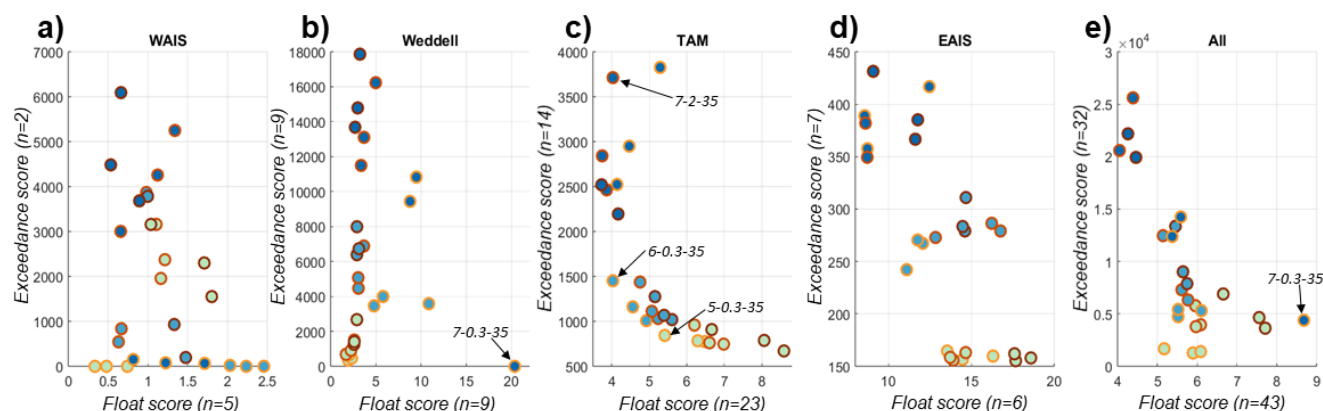 a) WAIS
Exceedance score (n=2)
7000
6000
5000
4000
3000
2000
1000
0
0 0.5 1 1.5 2 2.5
Float score (n=5)
b) Weddell
Exceedance score (n=9)
18000
16000
14000
12000
10000
8000
6000
4000
2000
0
7-0.3-35
0 5 10 15 20
Float score (n=9)
c) TAM
Exceedance score (n=14)
4000
3500
3000
2500
2000
1500
1000
500
7-2-35
6-0.3-35
5-0.3-35
4 5 6 7 8
Float score (n=23)
d) EAIS
Exceedance score (n=7)
450
400
350
300
250
200
150
10 15 20
Float score (n=6)
e) All
Exceedance score (n=32)
×10⁴
3
2.5
2
1.5
1
0.5
0
7-0.3-35
4 5 6 7 8 9
Float score (n=43)